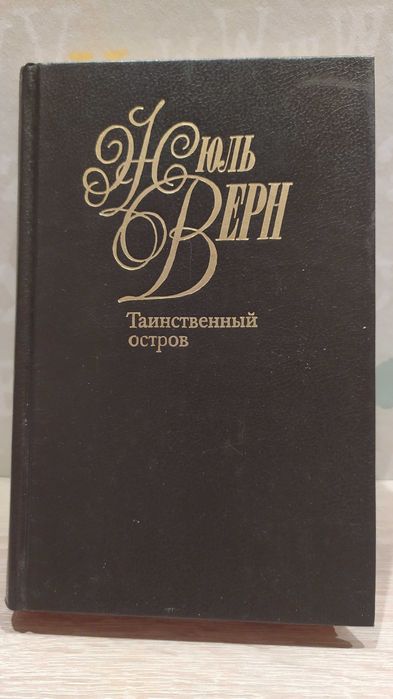 Жюль
Верн
Таинственный
остров